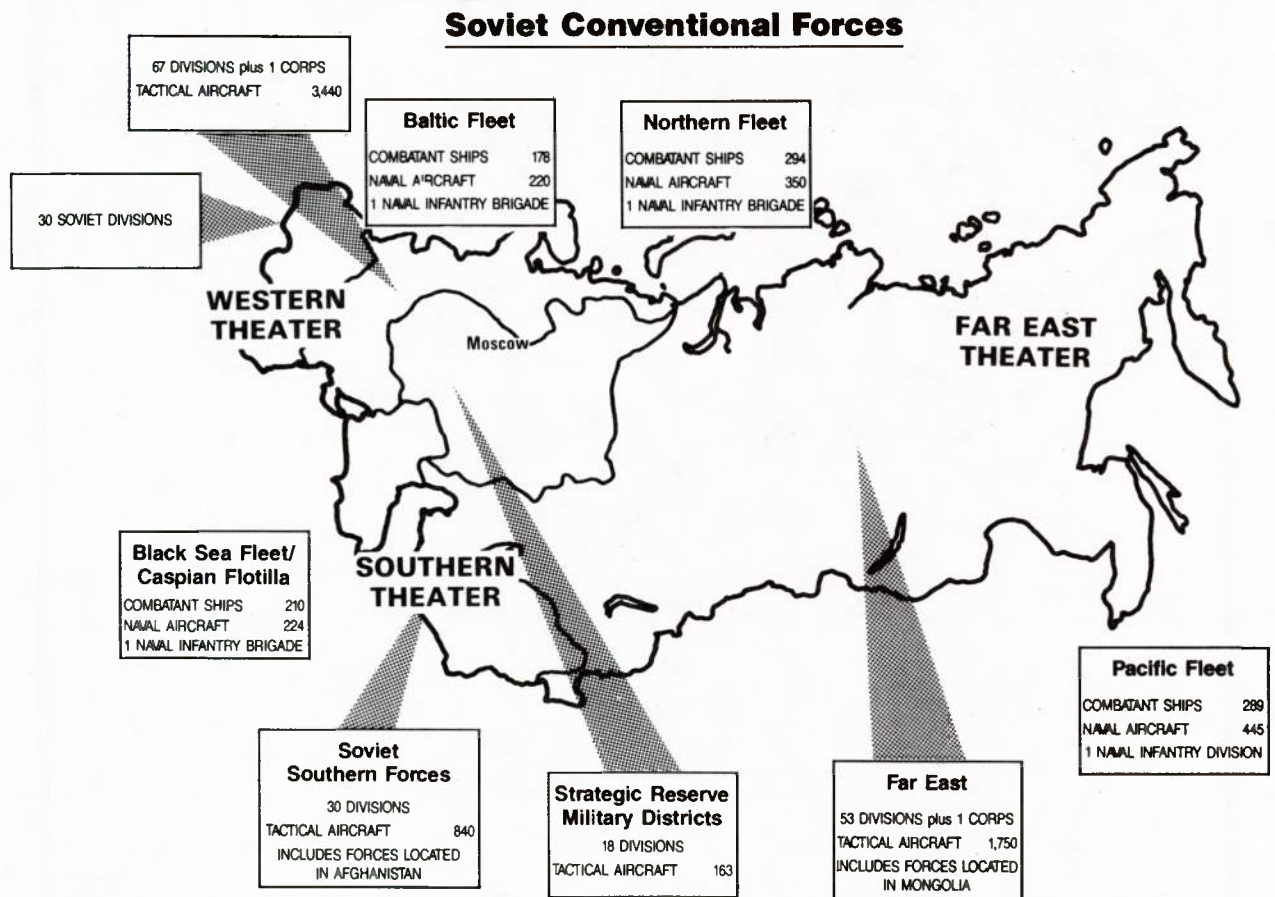 Soviet Conventional Forces
67 DIVISIONS plus 1 CORPS
TACTICAL AIRCRAFT 3,440
30 SOVIET DIVISIONS
Baltic Fleet
COMBATANT SHIPS 178
NAVAL AIRCRAFT 220
1 NAVAL INFANTRY BRIGADE
Northern Fleet
COMBATANT SHIPS 294
NAVAL AIRCRAFT 350
1 NAVAL INFANTRY BRIGADE
WESTERN
THEATER
Moscow
FAR EAST
THEATER
Black Sea Fleet/
Caspian Flotilla
COMBATANT SHIPS 210
NAVAL AIRCRAFT 224
1 NAVAL INFANTRY BRIGADE
SOUTHERN
THEATER
Pacific Fleet
COMBATANT SHIPS 289
NAVAL AIRCRAFT 445
1 NAVAL INFANTRY DIVISION
Soviet
Southern Forces
30 DIVISIONS
TACTICAL AIRCRAFT 840
INCLUDES FORCES LOCATED
IN AFGHANISTAN
Strategic Reserve
Military Districts
18 DIVISIONS
TACTICAL AIRCRAFT 163
Far East
53 DIVISIONS plus 1 CORPS
TACTICAL AIRCRAFT 1,750
INCLUDES FORCES LOCATED
IN MONGOLIA